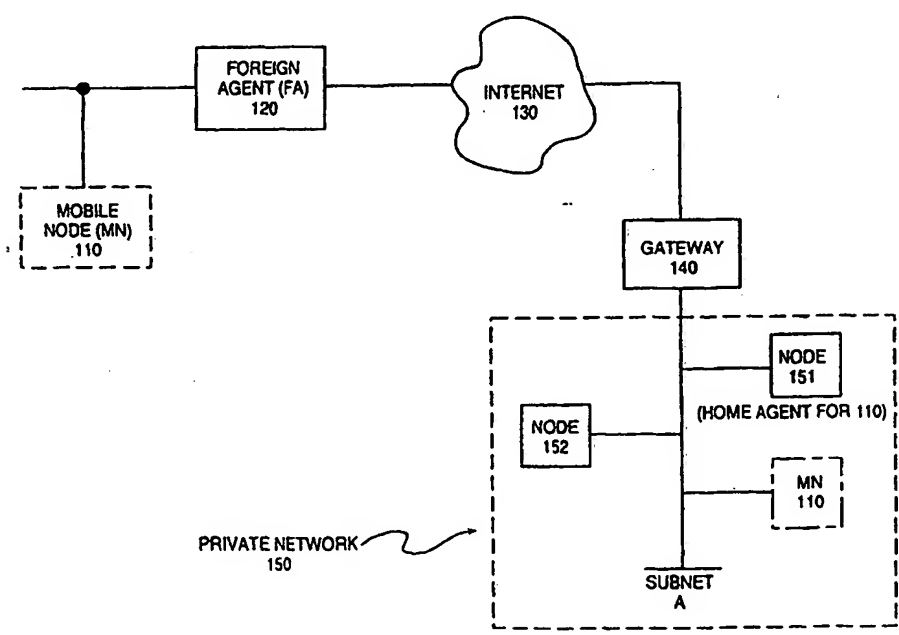 FOREIGN
AGENT (FA)
120
INTERNET
130
MOBILE
NODE (MN)
110
GATEWAY
140
NODE
151
(HOME AGENT FOR 110)
NODE
152
MN
110
PRIVATE NETWORK
150
SUBNET
A